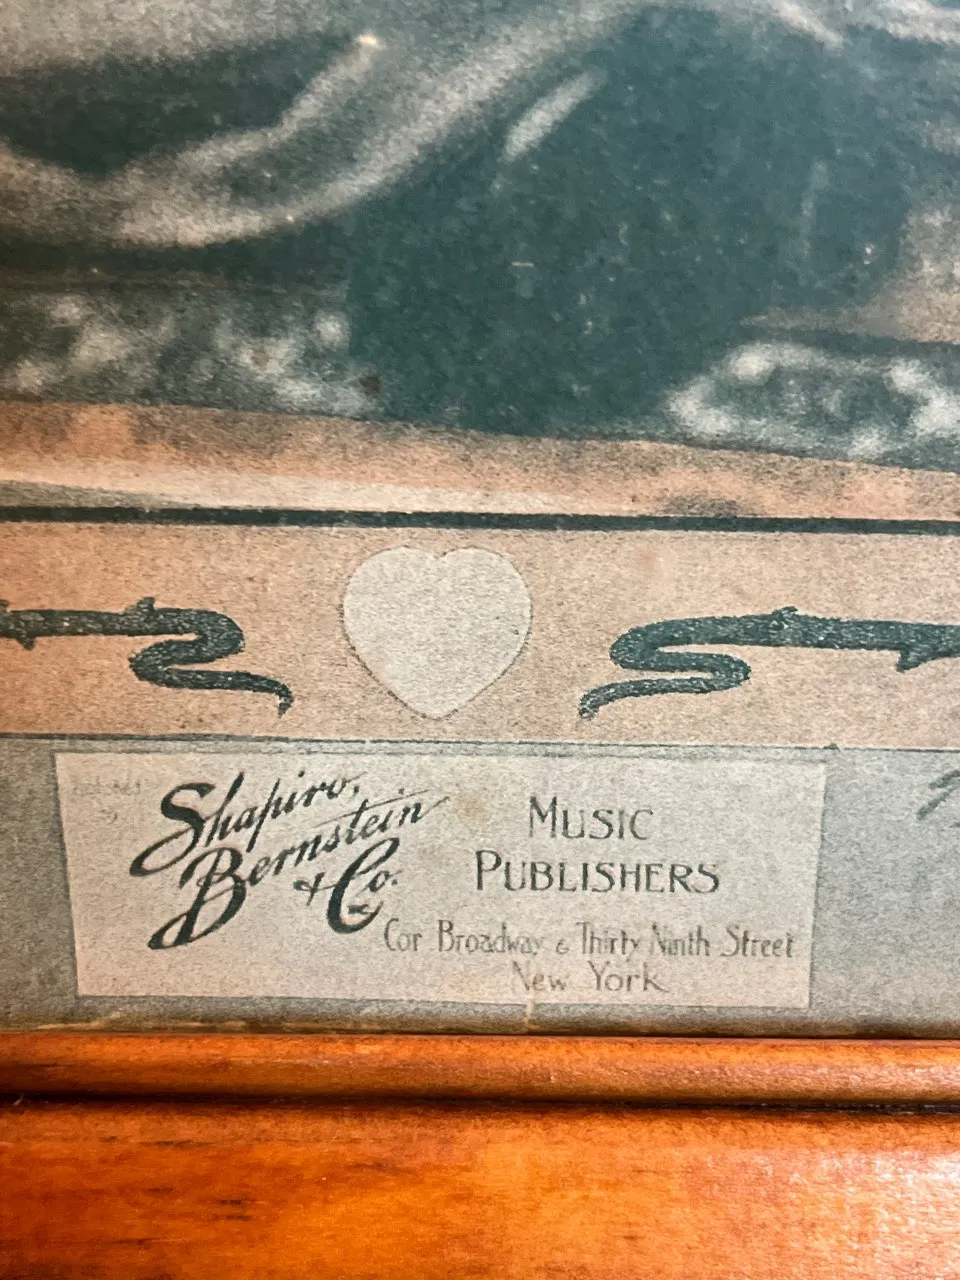 Shapiro,
Bernstein
& Co.
MUSIC
PUBLISHERS
Cor Broadway & Thirty Ninth Street
New York